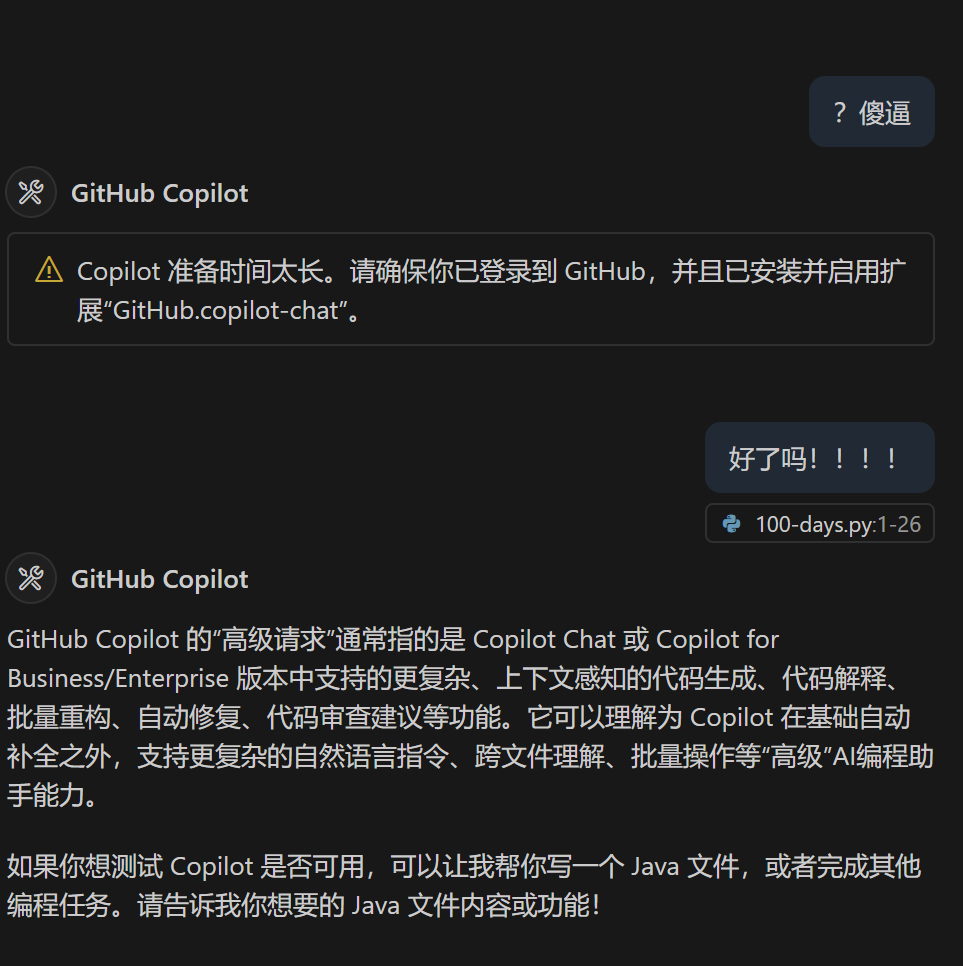 ？傻逼
GitHub Copilot
Copilot 准备时间太长。请确保你已登录到 GitHub，并且已安装并启用扩
展“GitHub.copilot-chat”。
好了吗！！！！
100-days.py:1-26
GitHub Copilot
GitHub Copilot 的“高级请求”通常指的是 Copilot Chat 或 Copilot for
Business/Enterprise 版本中支持的更复杂、上下文感知的代码生成、代码解释、
批量重构、自动修复、代码审查建议等功能。它可以理解为 Copilot 在基础自动
补全之外，支持更复杂的自然语言指令、跨文件理解、批量操作等“高级”AI编程助
手能力。
如果你想测试 Copilot 是否可用，可以让我帮你写一个 Java 文件，或者完成其他
编程任务。请告诉我你想要的 Java 文件内容或功能！